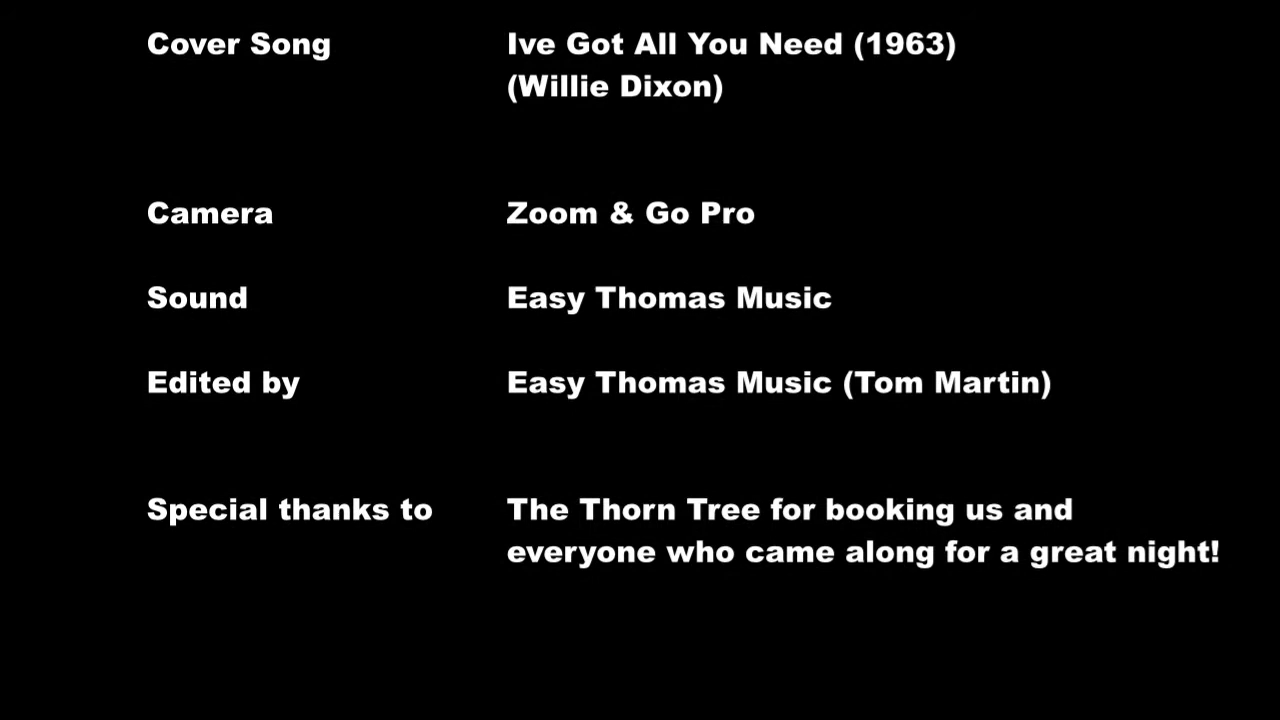 Cover Song Ive Got All You Need (1963)
(Willie Dixon)
Camera Zoom & Go Pro
Sound Easy Thomas Music
Edited by Easy Thomas Music (Tom Martin)
Special thanks to The Thorn Tree for booking us and
everyone who came along for a great night!